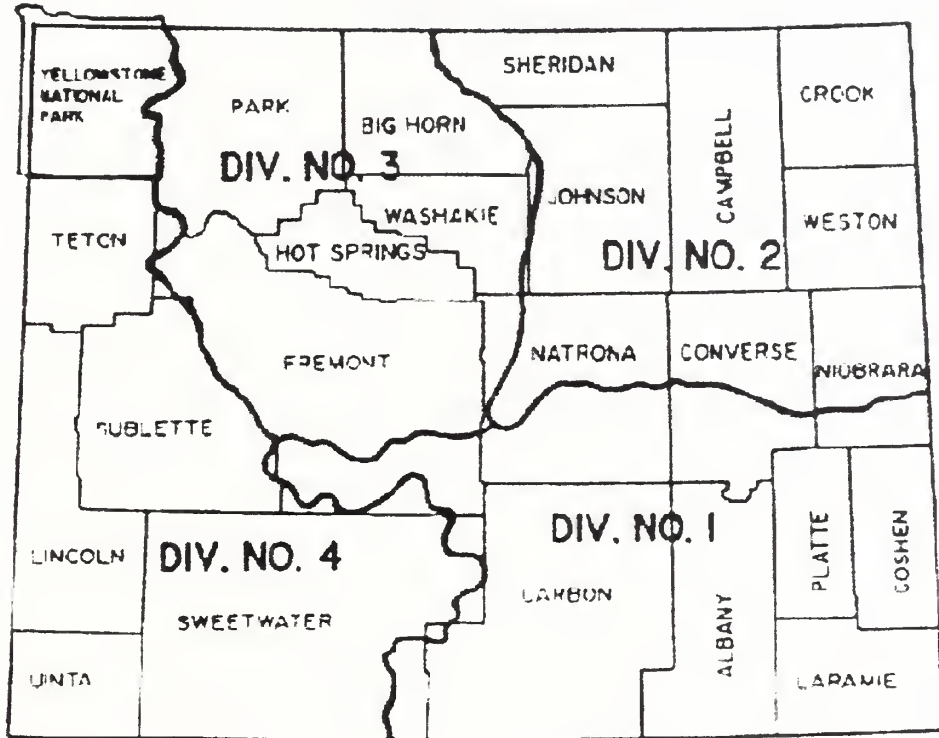 SHERIDAN
YELLOWSTONE
NATIONAL
PARK
PARK
CROOK
BIG HORN
CAMPBELL
DIV. NO. 3
JOHNSON
WASHAKIE
WESTON
TETON
HOT SPRINGS
DIV. NO. 2
FREMONT
NATRONA
CONVERSE
NIOBRARA
SUBLETTE
LINCOLN
DIV. NO. 4
DIV. NO. 1
PLATTE
GOSHEN
CARBON
SWEETWATER
ALBANY
UINTA
LARAMIE